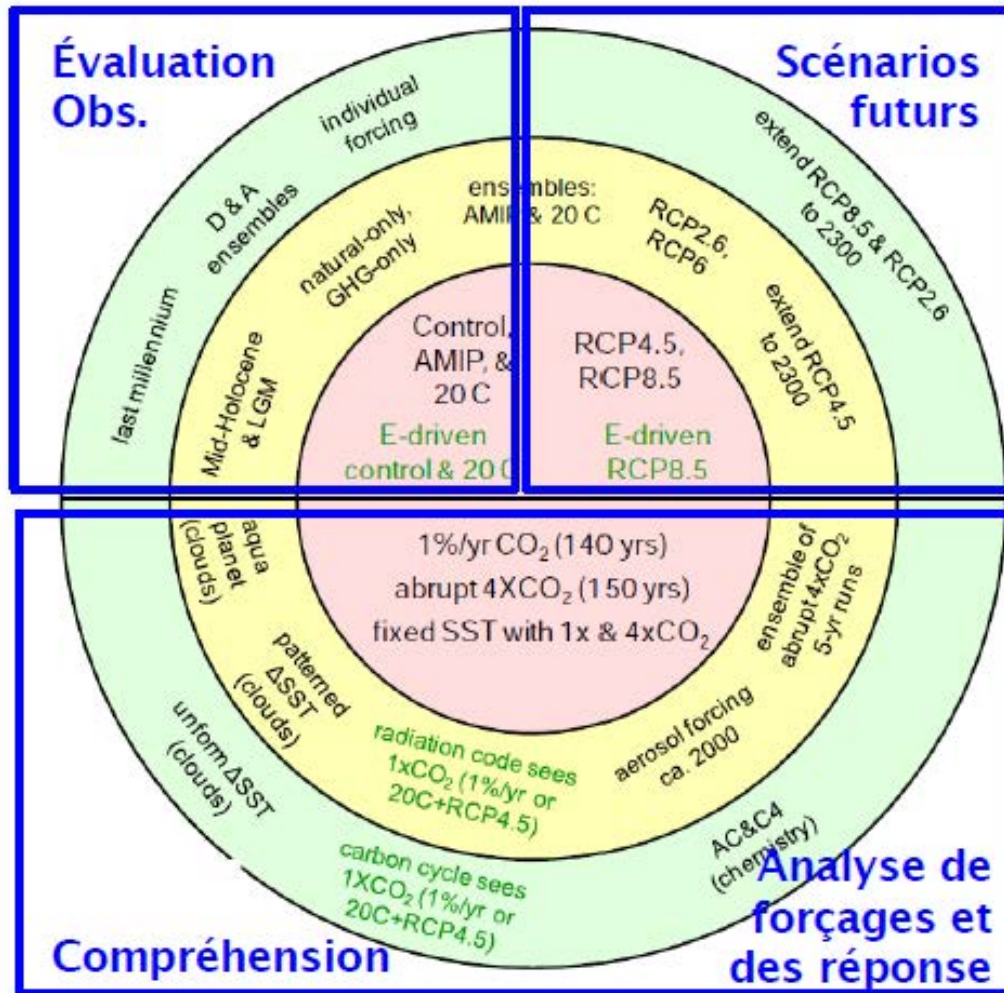 Évaluation
Obs.
individual
forcing
D & A
ensembles
last millennium
natural-only,
GHG-only
Mid-Holocene
& LGM
ensembles:
AMIP & 20 C
Control,
AMIP, &
20 C
E-driven
control & 20 C
Scénarios
futurs
extend RCP8.5 & RCP2.6
to 2300
RCP2.6,
RCP6
extend RCP4.5
to 2300
RCP4.5,
RCP8.5
E-driven
RCP8.5
1%/yr CO₂ (140 yrs)
abrupt 4XCO₂ (150 yrs)
fixed SST with 1x & 4xCO₂
aqua
planet
(clouds)
patterned
ΔSST
(clouds)
unform ΔSST
(clouds)
radiation code sees
1xCO₂ (1%/yr or
20C+RCP4.5)
carbon cycle sees
1XCO₂ (1%/yr or
20C+RCP4.5)
ensemble of
abrupt 4xCO₂
5-yr runs
aerosol forcing
ca. 2000
AC&C4
(chemistry)
Compréhension
Analyse de
forçages et
des réponse